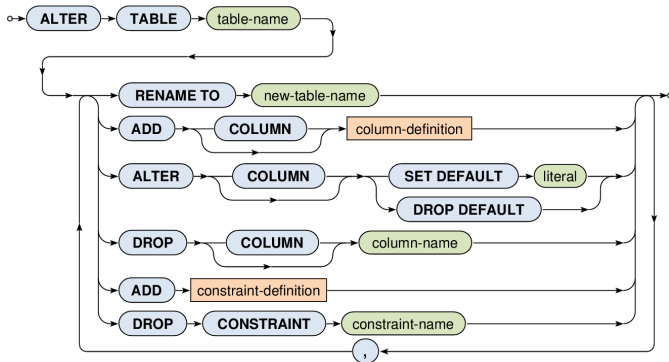 ALTER TABLE table-name
RENAME TO new-table-name
ADD COLUMN column-definition
ALTER COLUMN SET DEFAULT literal
DROP DEFAULT
DROP COLUMN column-name
ADD constraint-definition
DROP CONSTRAINT constraint-name
,